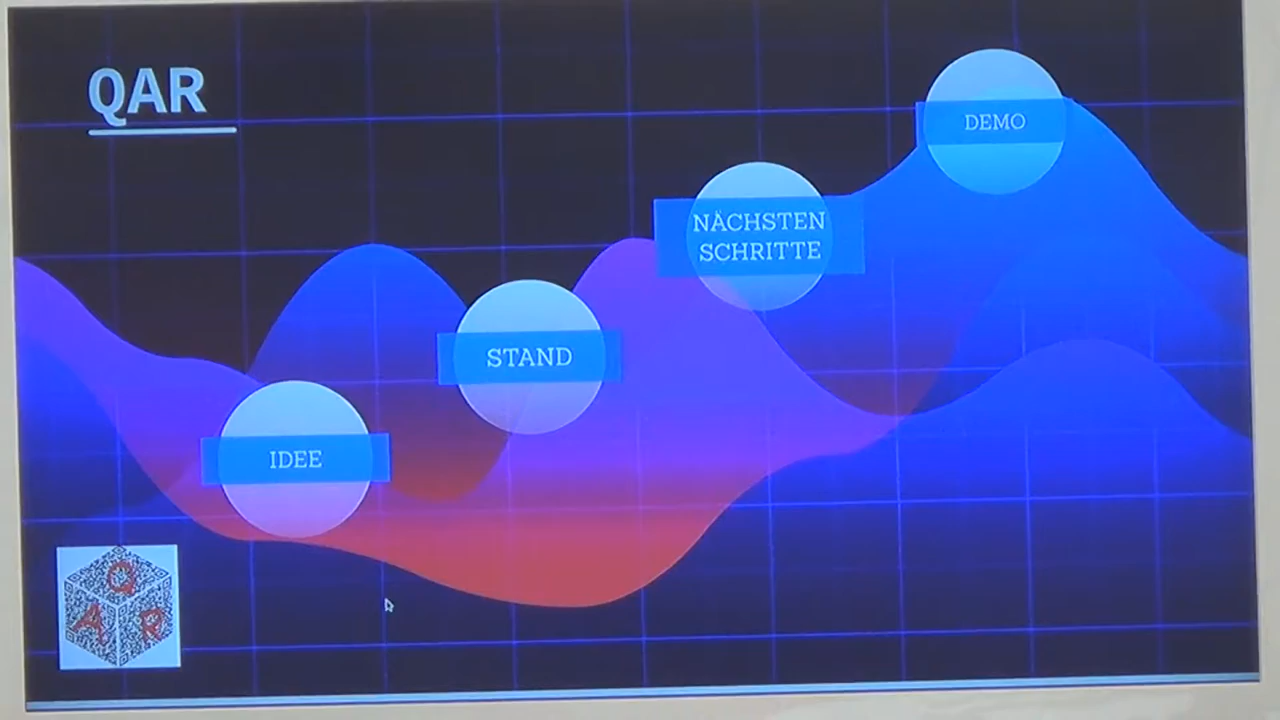 QAR
DEMO
NÄCHSTEN
SCHRITTE
STAND
IDEE
Q
A
R